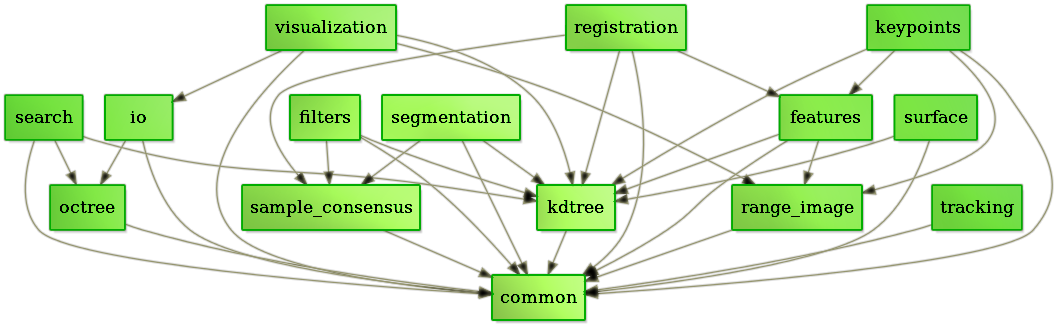 visualization
registration
keypoints
search
io
filters
segmentation
features
surface
octree
sample_consensus
kdtree
range_image
tracking
common